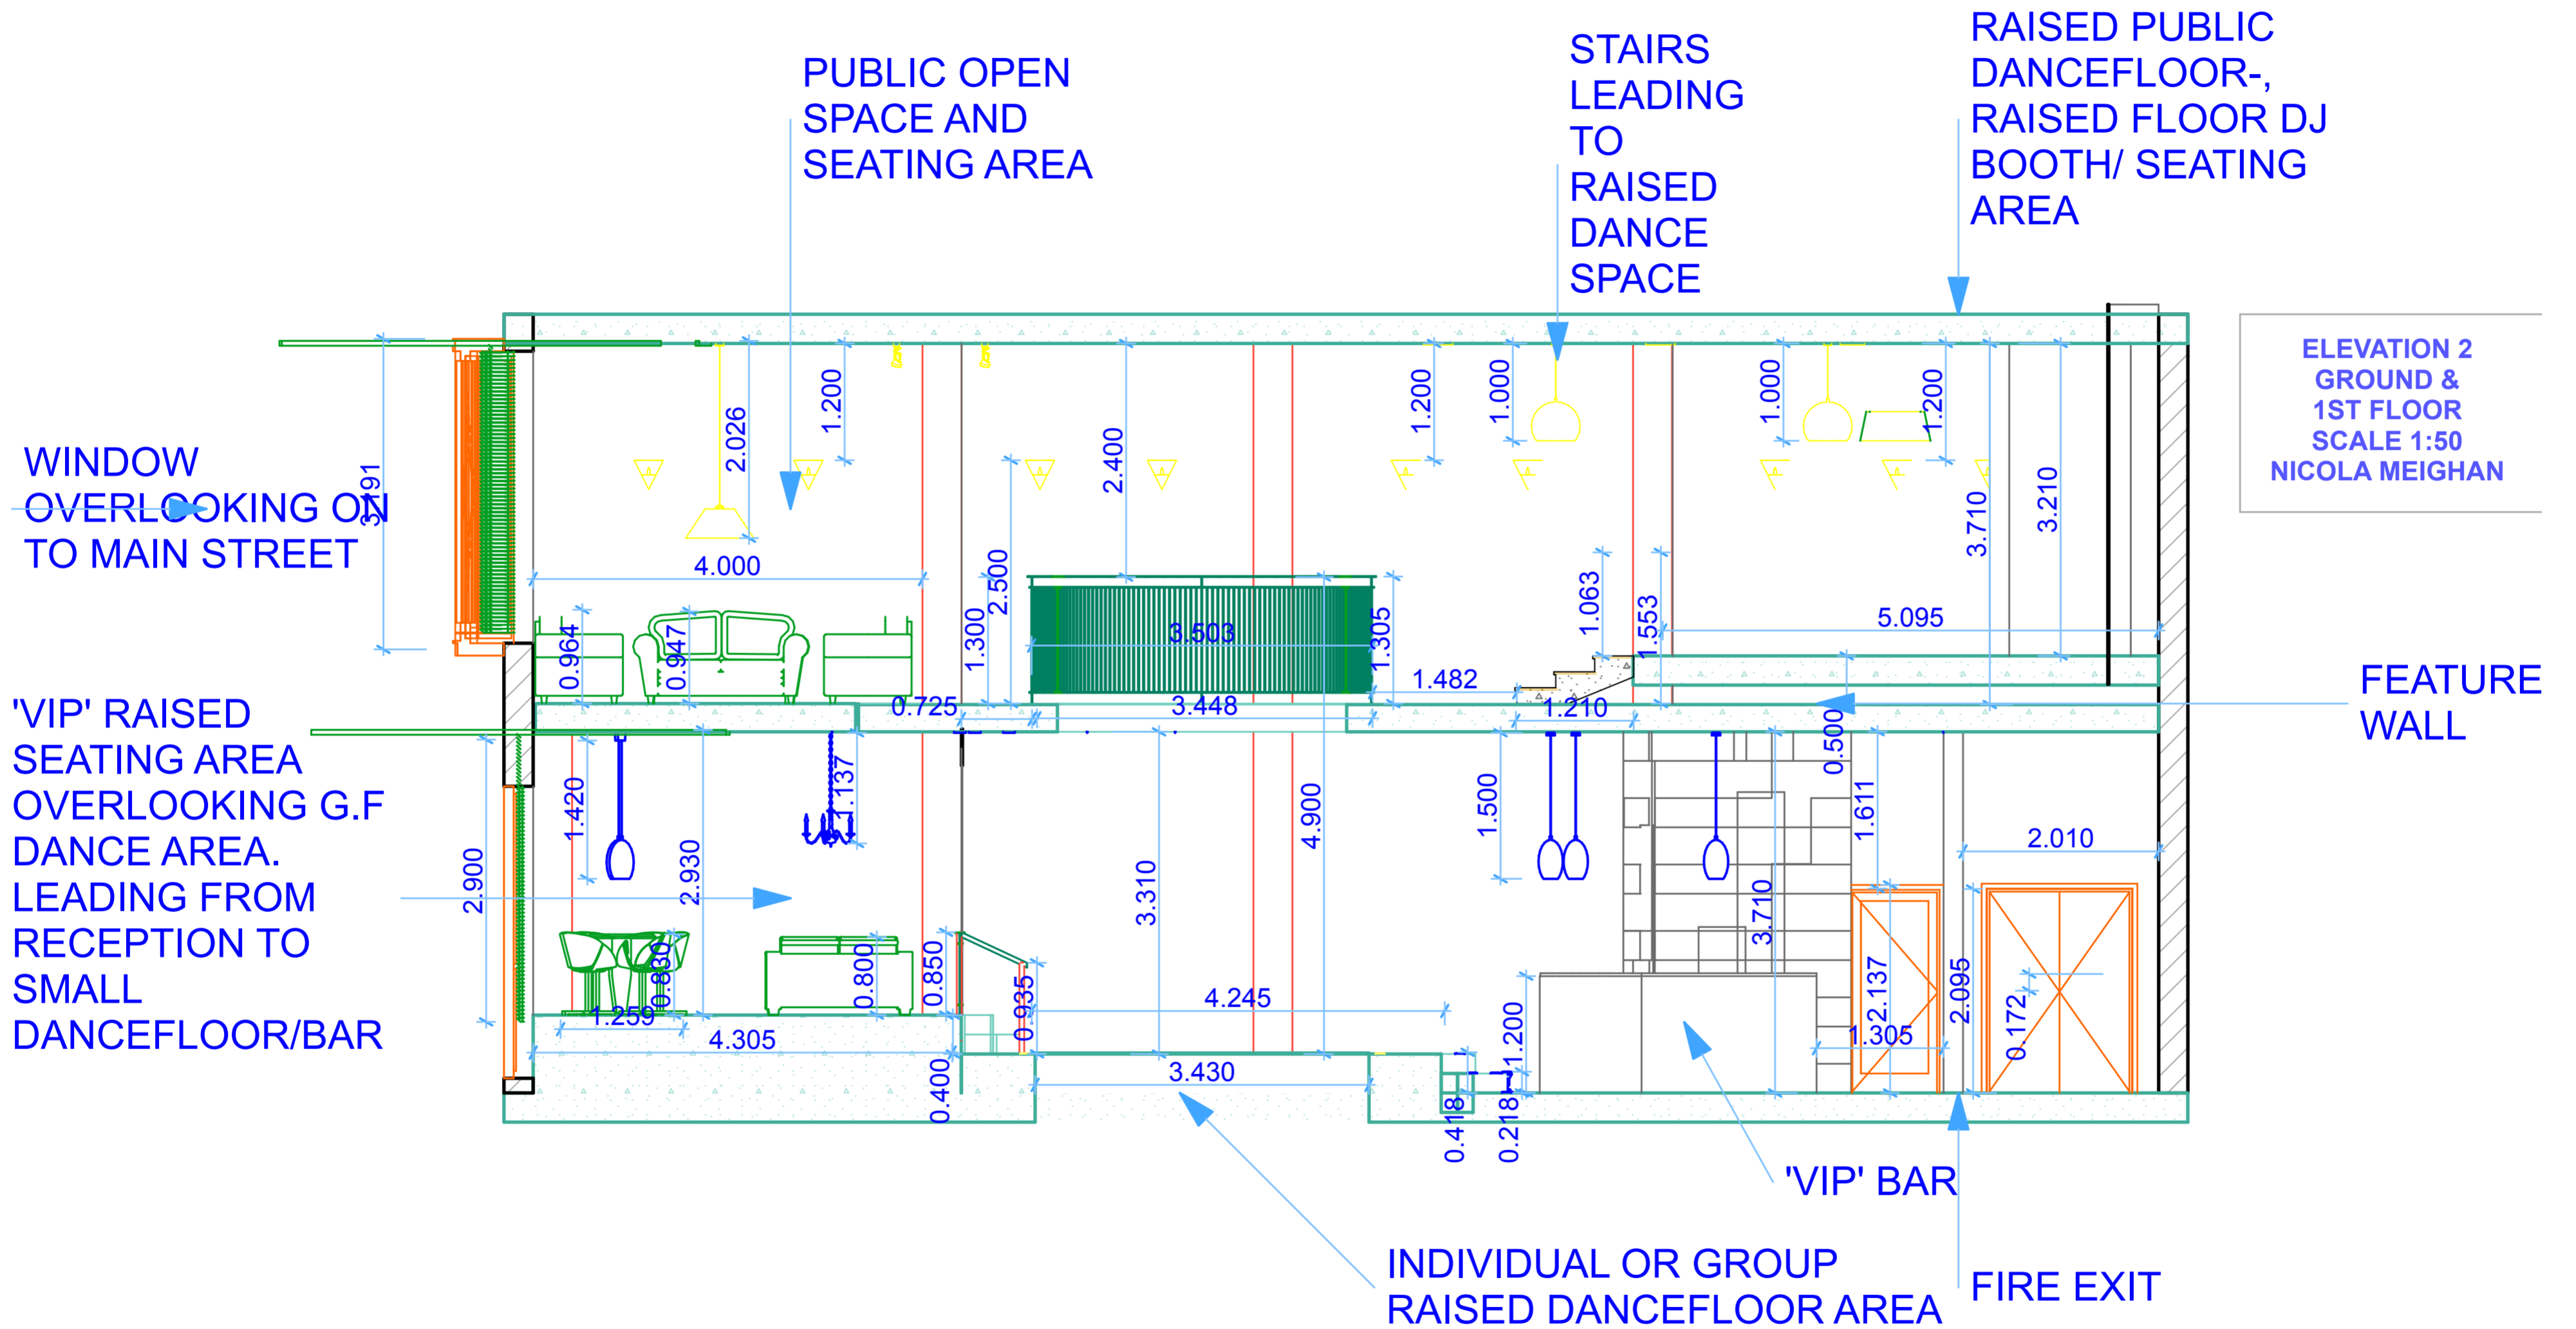 PUBLIC OPEN
SPACE AND
SEATING AREA
STAIRS
LEADING
TO
RAISED
DANCE
SPACE
RAISED PUBLIC
DANCEFLOOR-,
RAISED FLOOR DJ
BOOTH/ SEATING
AREA
ELEVATION 2
GROUND &
1ST FLOOR
SCALE 1:50
NICOLA MEIGHAN
WINDOW
OVERLOOKING ON
TO MAIN STREET
3.191
2.026
1.200
2.400
1.200
1.000
1.000
1.200
3.710
3.210
4.000
2.500
1.300
0.964
0.947
3.503
1.305
1.063
1.553
5.095
1.482
0.725
3.448
1.210
0.500
FEATURE
WALL
'VIP' RAISED
SEATING AREA
OVERLOOKING G.F
DANCE AREA.
LEADING FROM
RECEPTION TO
SMALL
DANCEFLOOR/BAR
2.900
1.420
1.137
2.930
4.900
3.310
1.500
3.710
1.611
2.010
0.830
0.800
0.850
0.935
1.259
4.305
4.245
3.430
0.400
0.418
0.218
1.200
2.137
1.305
2.095
0.172
'VIP' BAR
INDIVIDUAL OR GROUP
RAISED DANCEFLOOR AREA
FIRE EXIT